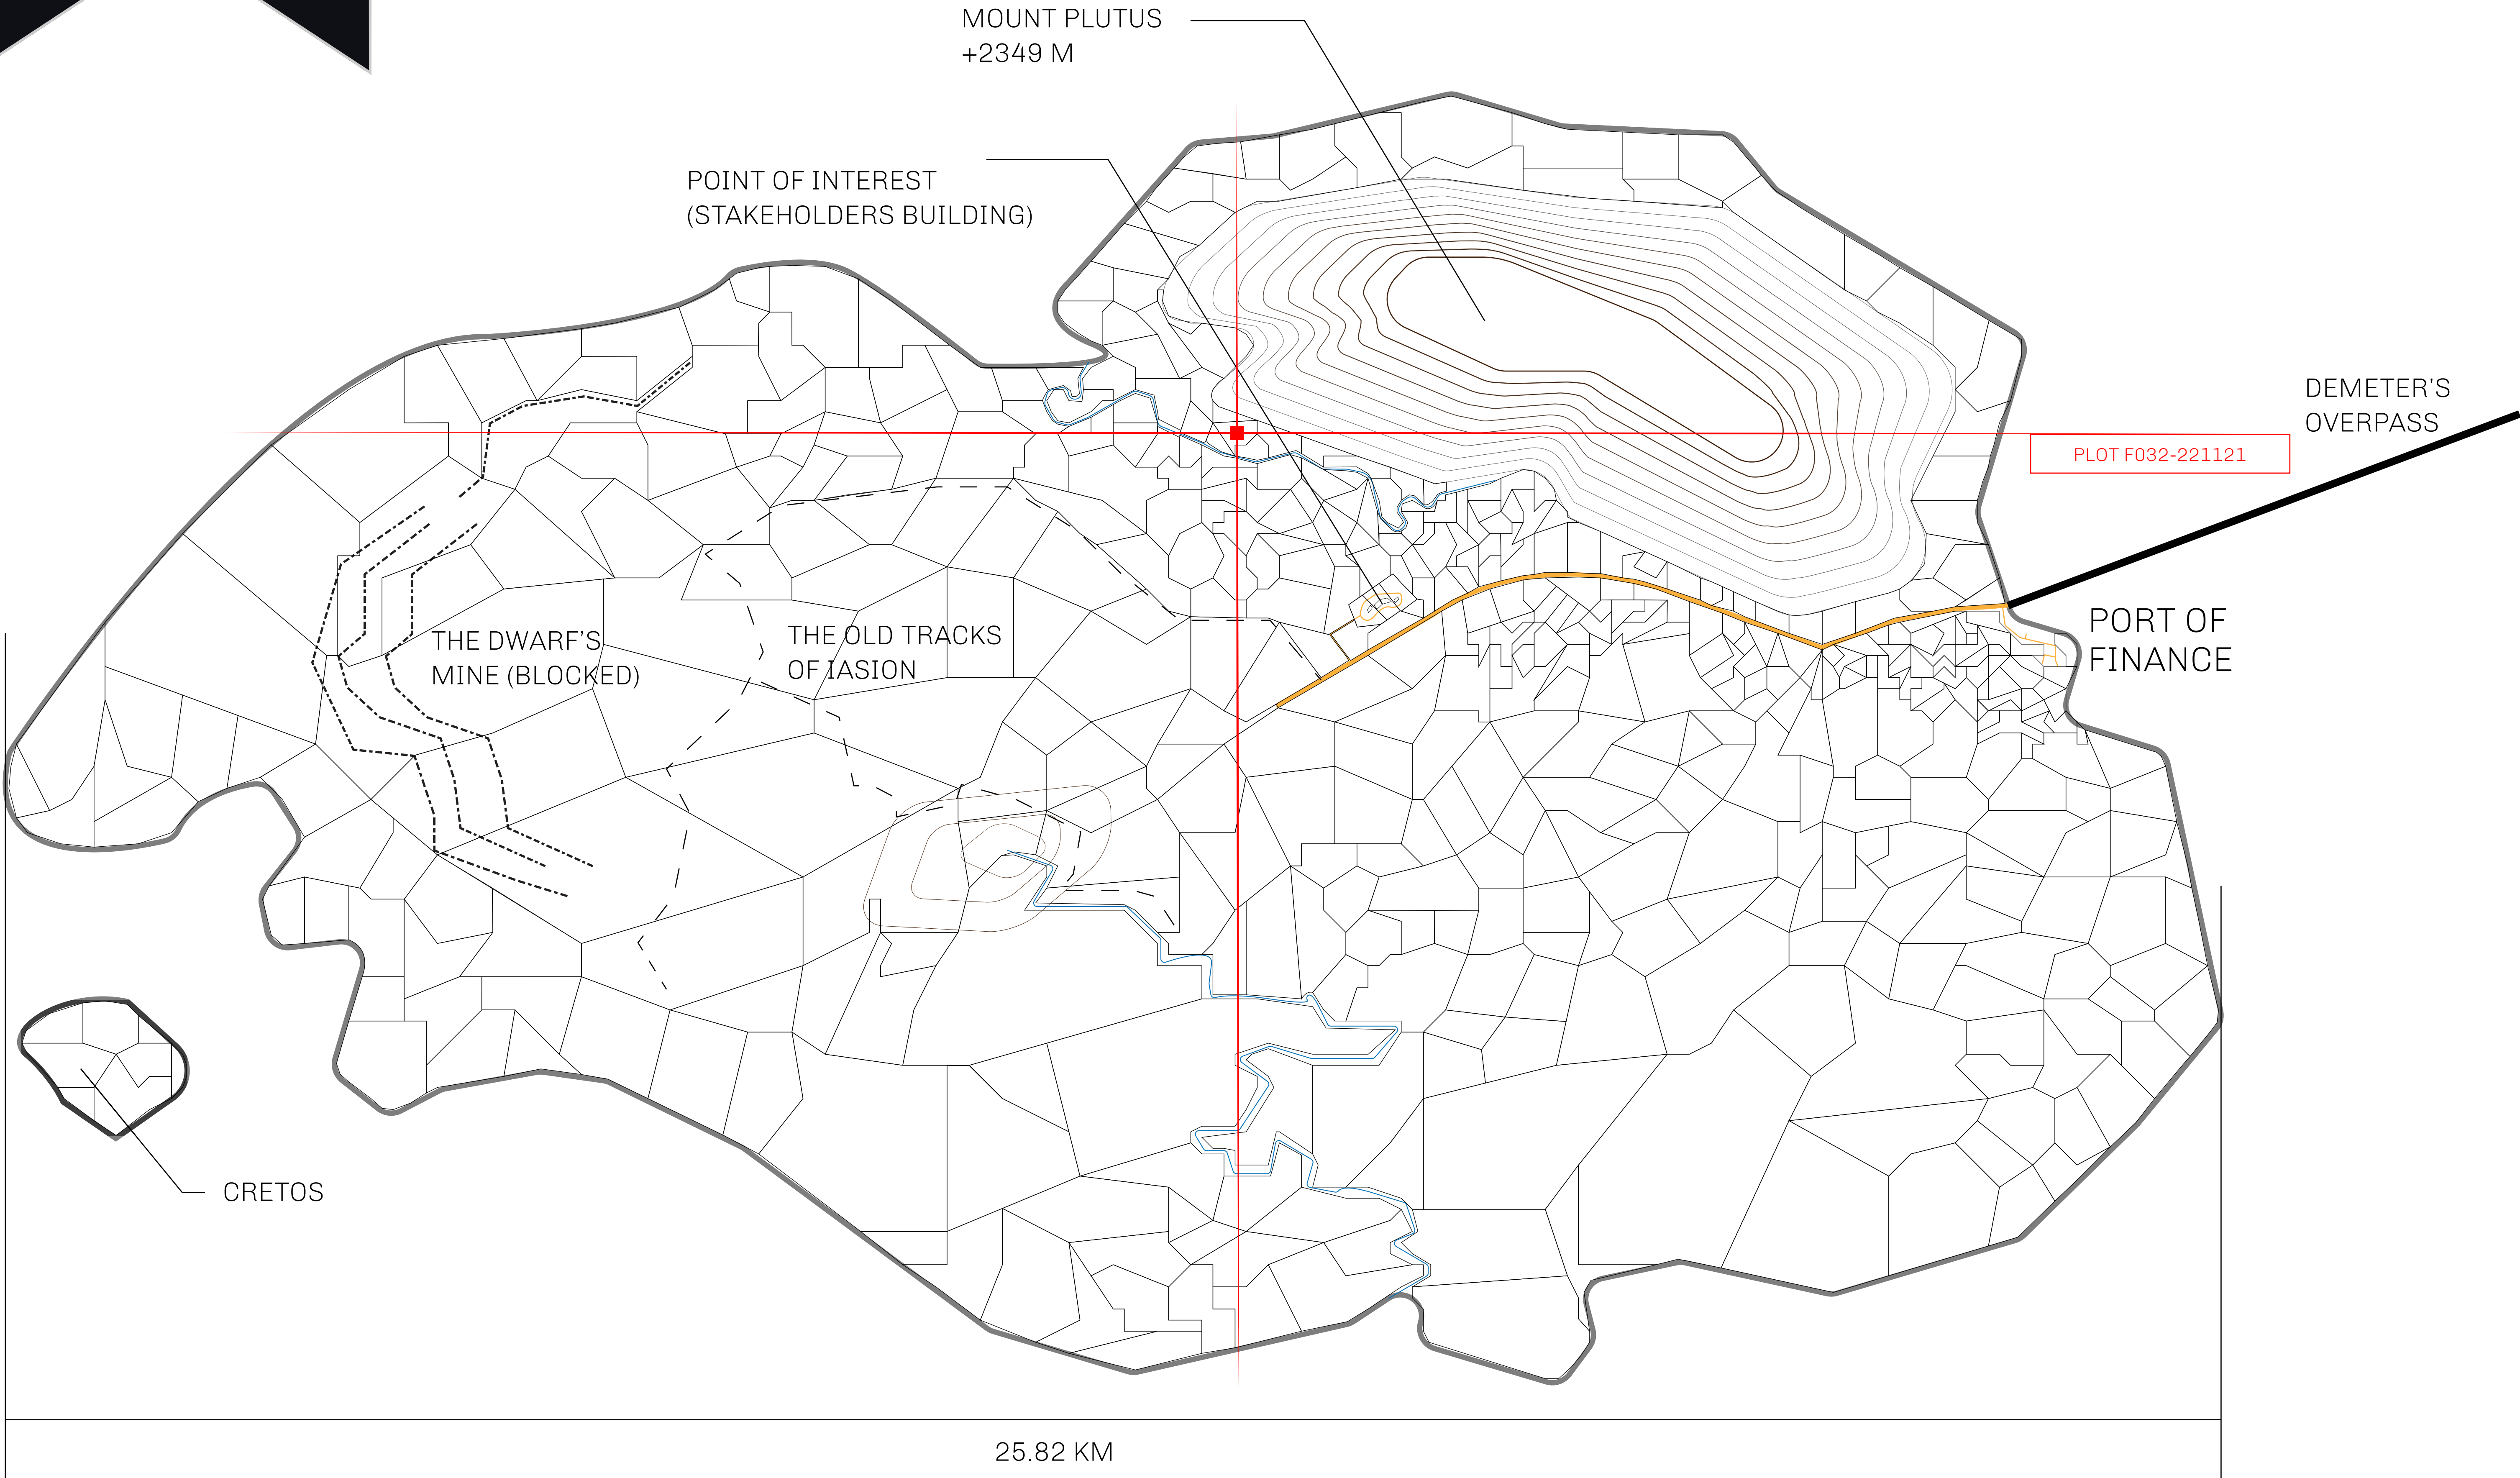 MOUNT PLUTUS
+2349 M
POINT OF INTEREST
(STAKEHOLDERS BUILDING)
DEMETER'S
OVERPASS
PLOT F032-221121
PORT OF
FINANCE
THE DWARF'S
MINE (BLOCKED)
THE OLD TRACKS
OF IASION
CRETOS
25.82 KM